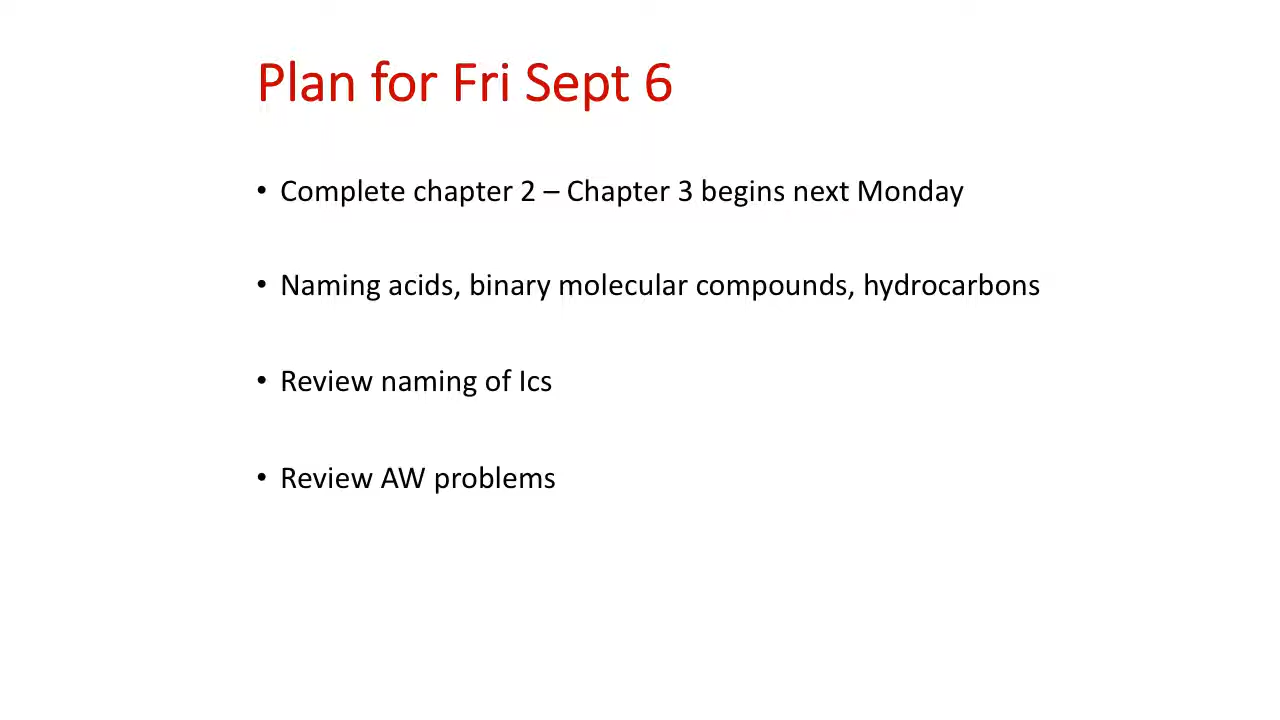 Plan for Fri Sept 6
• Complete chapter 2 – Chapter 3 begins next Monday
• Naming acids, binary molecular compounds, hydrocarbons
• Review naming of Ics
• Review AW problems